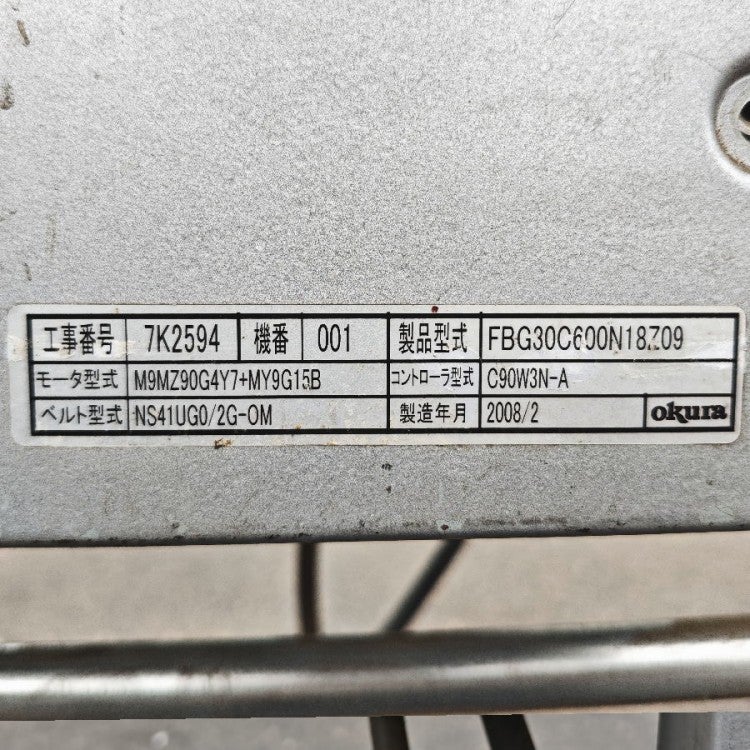 工事番号 7K2594 機番 001 製品型式 FBG30C600N18Z09
モータ型式 M9MZ90G4Y7+MY9G15B コントローラ型式 C90W3N-A
ベルト型式 NS41UG0/2G-OM 製造年月 2008/2 okura